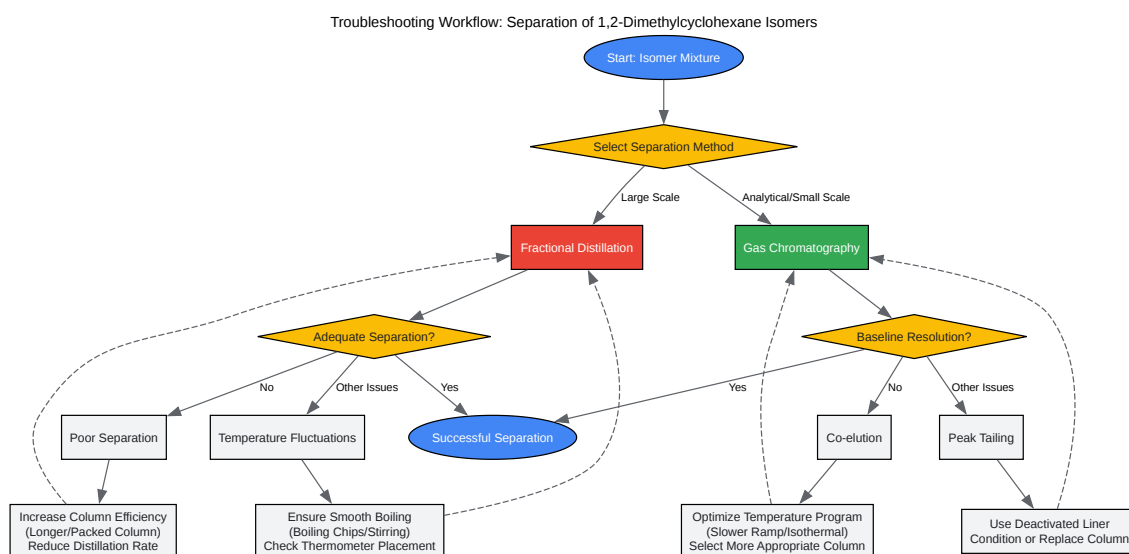 Troubleshooting Workflow: Separation of 1,2-Dimethylcyclohexane Isomers
Start: Isomer Mixture
Select Separation Method
Large Scale
Analytical/Small Scale
Fractional Distillation
Gas Chromatography
Adequate Separation?
Baseline Resolution?
No
Other Issues
Yes
Yes
No
Other Issues
Poor Separation
Temperature Fluctuations
Successful Separation
Co-elution
Peak Tailing
Increase Column Efficiency
(Longer/Packed Column)
Reduce Distillation Rate
Ensure Smooth Boiling
(Boiling Chips/Stirring)
Check Thermometer Placement
Optimize Temperature Program
(Slower Ramp/Isothermal)
Select More Appropriate Column
Use Deactivated Liner
Condition or Replace Column